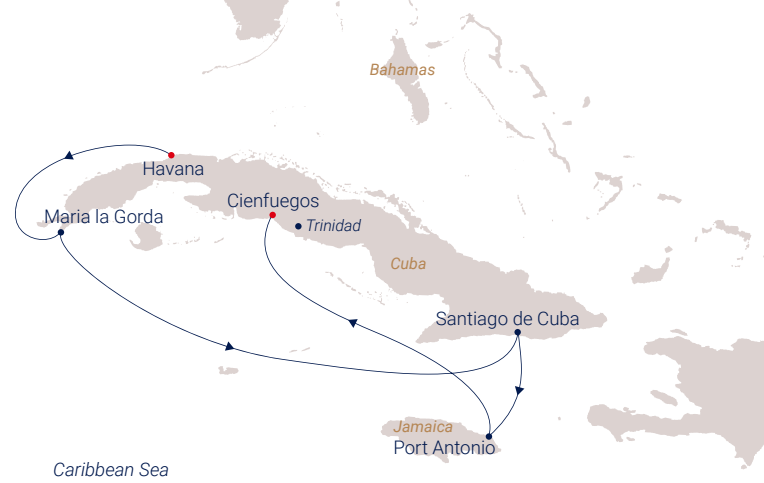 Bahamas
Havana
Cienfuegos
Maria la Gorda
Trinidad
Cuba
Santiago de Cuba
Jamaica
Port Antonio
Caribbean Sea